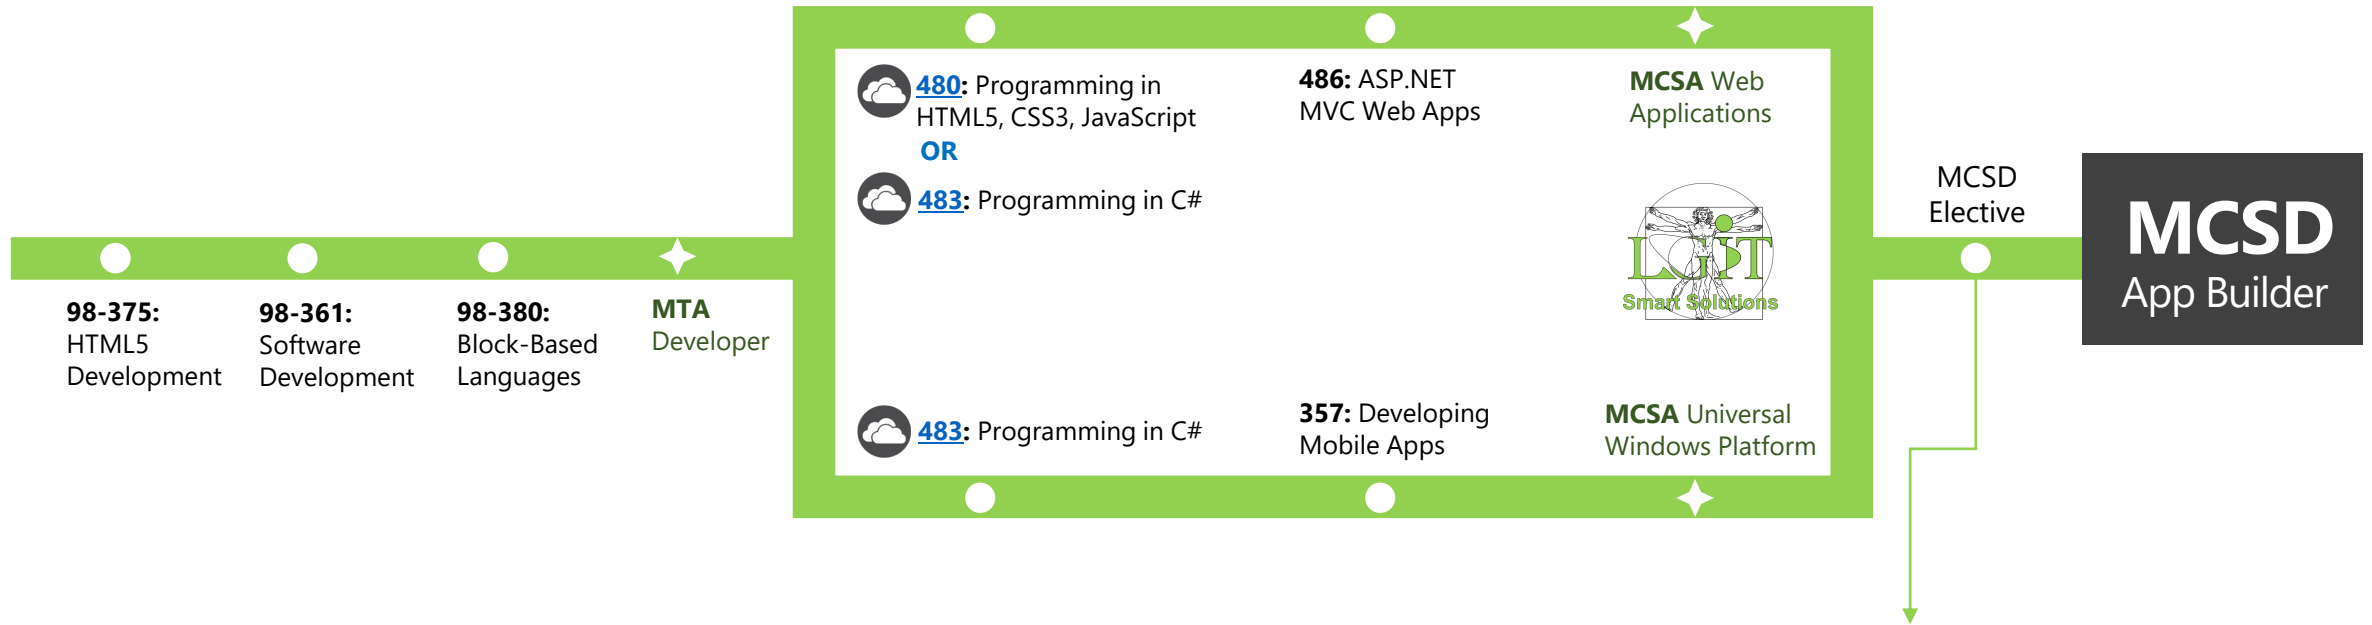 98-375:
HTML5
Development
98-361:
Software
Development
98-380:
Block-Based
Languages
MTA
Developer
480: Programming in
HTML5, CSS3, JavaScript
OR
483: Programming in C#
486: ASP.NET
MVC Web Apps
MCSA Web
Applications
Smart Solutions
483: Programming in C#
357: Developing
Mobile Apps
MCSA Universal
Windows Platform
MCSD
Elective
MCSD
App Builder